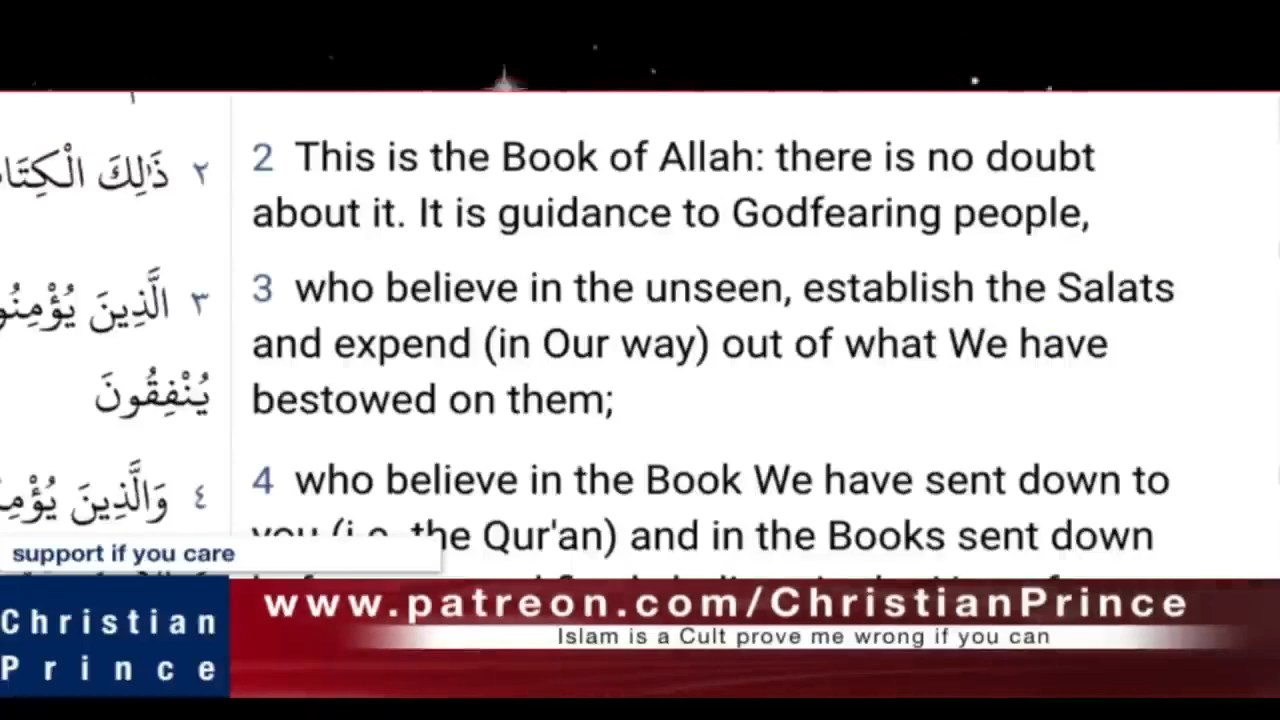 2 This is the Book of Allah: there is no doubt
about it. It is guidance to Godfearing people,
3 who believe in the unseen, establish the Salats
and expend (in Our way) out of what We have
bestowed on them;
4 who believe in the Book We have sent down to
the Qur'an) and in the Books sent down
٢ ذَٰلِكَ
٣ الَّذِينَ
يُنْفِقُونَ
٤ وَالَّذِينَ
support if you care
Christian
Prince
www.patreon.com/ChristianPrince
Islam is a Cult prove me wrong if you can